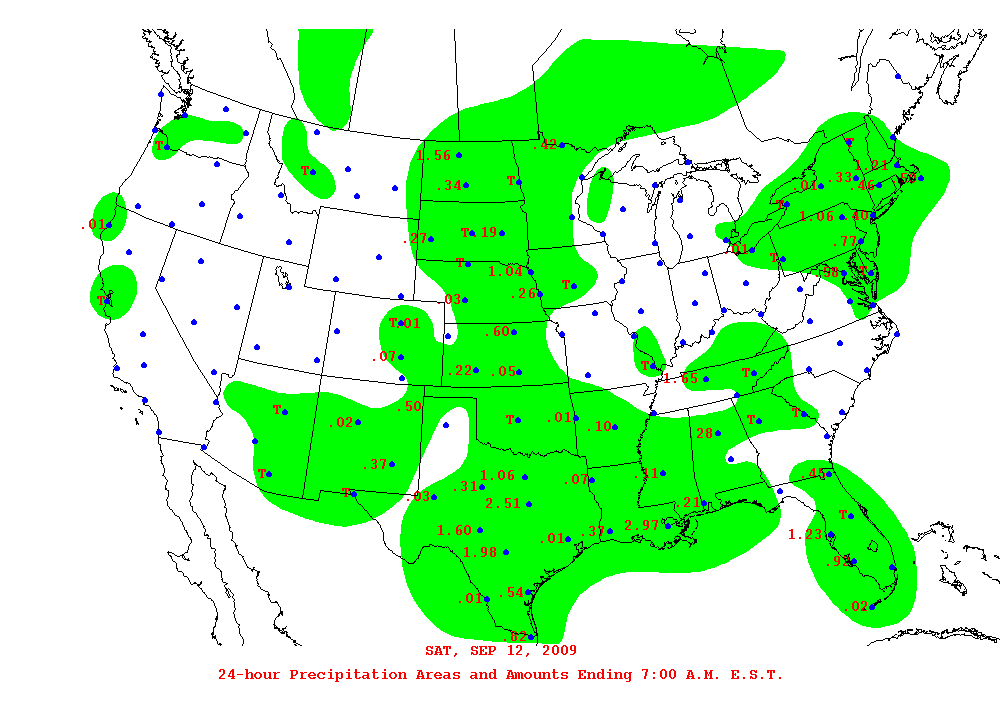 .42
T
T
1.21
1.56
T
.34
T
.01
.33
.46
T
1.06
.40
.01
.27
T
.19
.77
.01
T
T
1.04
T
.98
T
T
.26
.03
T
.01
.60
.07
.22
.05
T
1.65
T
T
.02
.50
T
.01
.10
.28
T
T
.37
T
1.06
.31
.07
.11
.45
T
.03
2.51
.21
T
1.60
.01
.37
2.97
1.23
1.98
.92
.01
.54
.02
.82
SAT, SEP 12, 2009
24-hour Precipitation Areas and Amounts Ending 7:00 A.M. E.S.T.